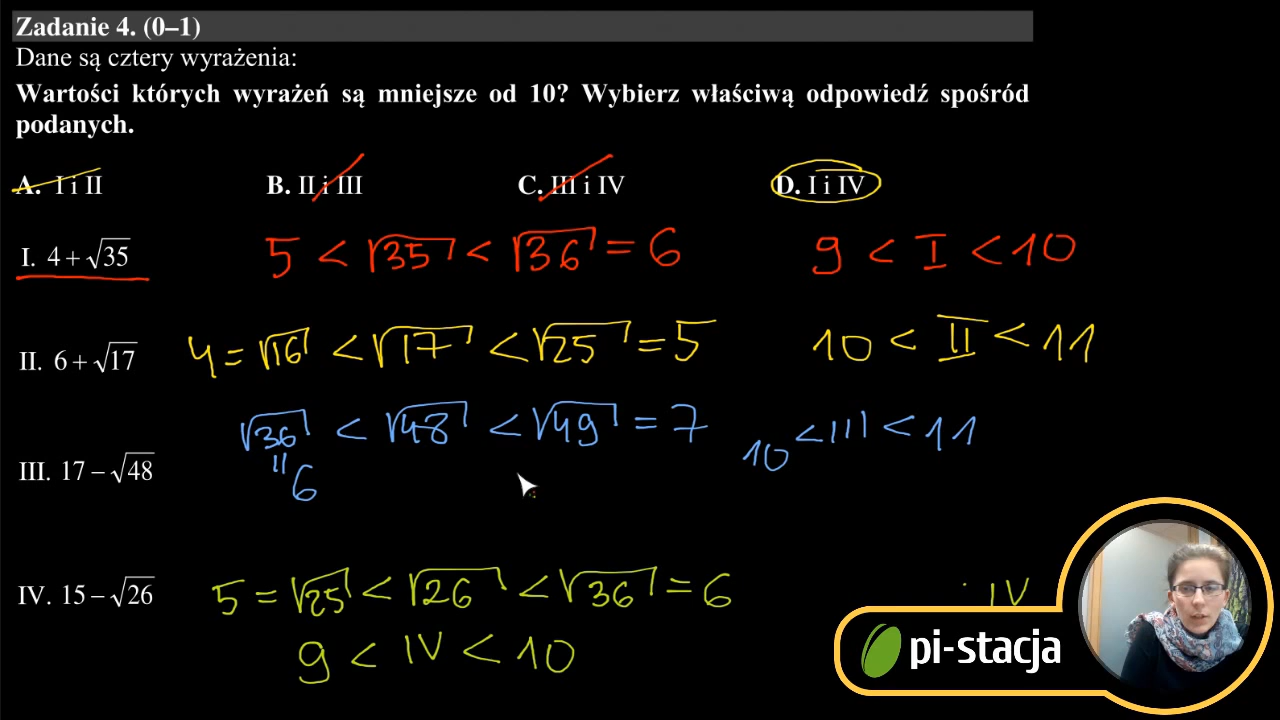 Zadanie 4. (0–1)
Dane są cztery wyrażenia:
Wartości których wyrażeń są mniejsze od 10? Wybierz właściwą odpowiedź spośród
podanych.
A. I i II B. II i III C. III i IV D. I i IV
I. 4 + √35 5 < √35 < √36 = 6 9 < I < 10
II. 6 + √17 4 = √16 < √17 < √25 = 5 10 < II < 11
√36 < √48 < √49 = 7 10 < III < 11
III. 17 – √48 || 6
IV. 15 – √26 5 = √25 < √26 < √36 = 6 i IV
9 < IV < 10
pi-stacja